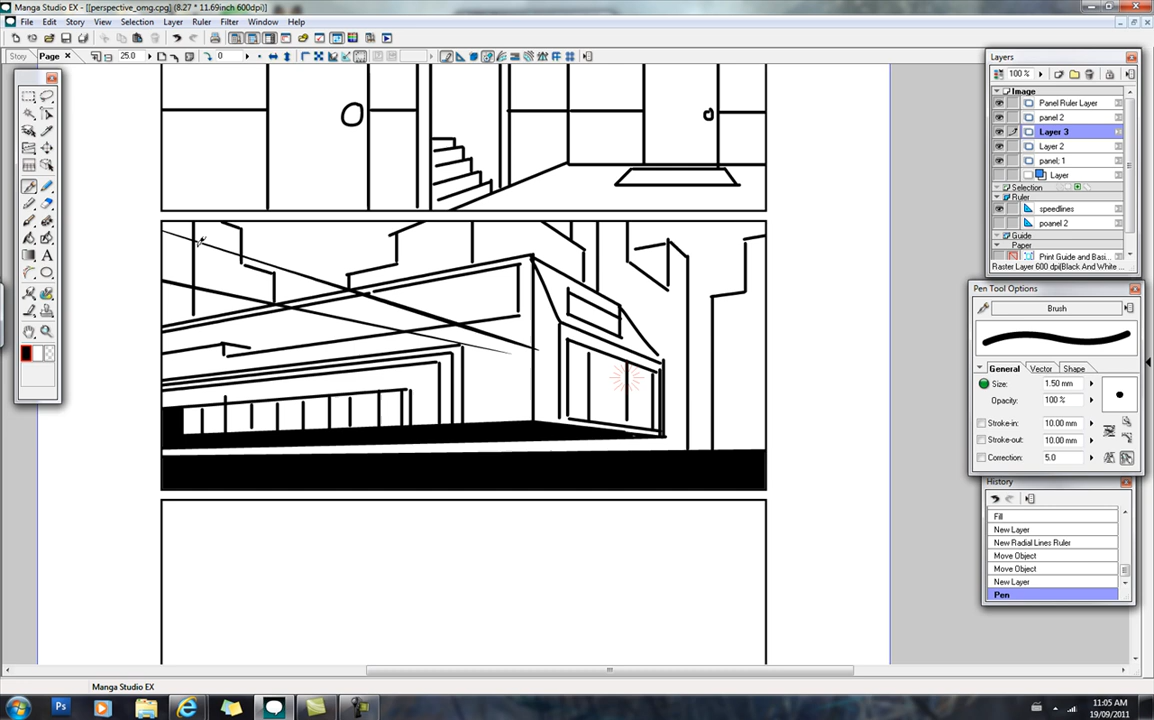 Manga Studio EX - [[perspective_omg.cpg] (8.27 * 11.69inch 600dpi)]
File Edit Story View Selection Layer Ruler Filter Window Help
Story Page × 25.0 0
Layers
100 %
Image
Panel Ruler Layer
panel 2
Layer 3
Layer 2
panel; 1
Layer
Selection
Ruler
speedlines
poanel 2
Guide
Paper
Print Guide and Basi...
Raster Layer 600 dpi(Black And White ...
Pen Tool Options
Brush
General Vector Shape
Size: 1.50 mm
Opacity: 100 %
Stroke-in: 10.00 mm
Stroke-out: 10.00 mm
Correction: 5.0
History
Fill
New Layer
New Radial Lines Ruler
Move Object
Move Object
New Layer
Pen
A
Manga Studio EX
Ps
11:05 AM
19/09/2011